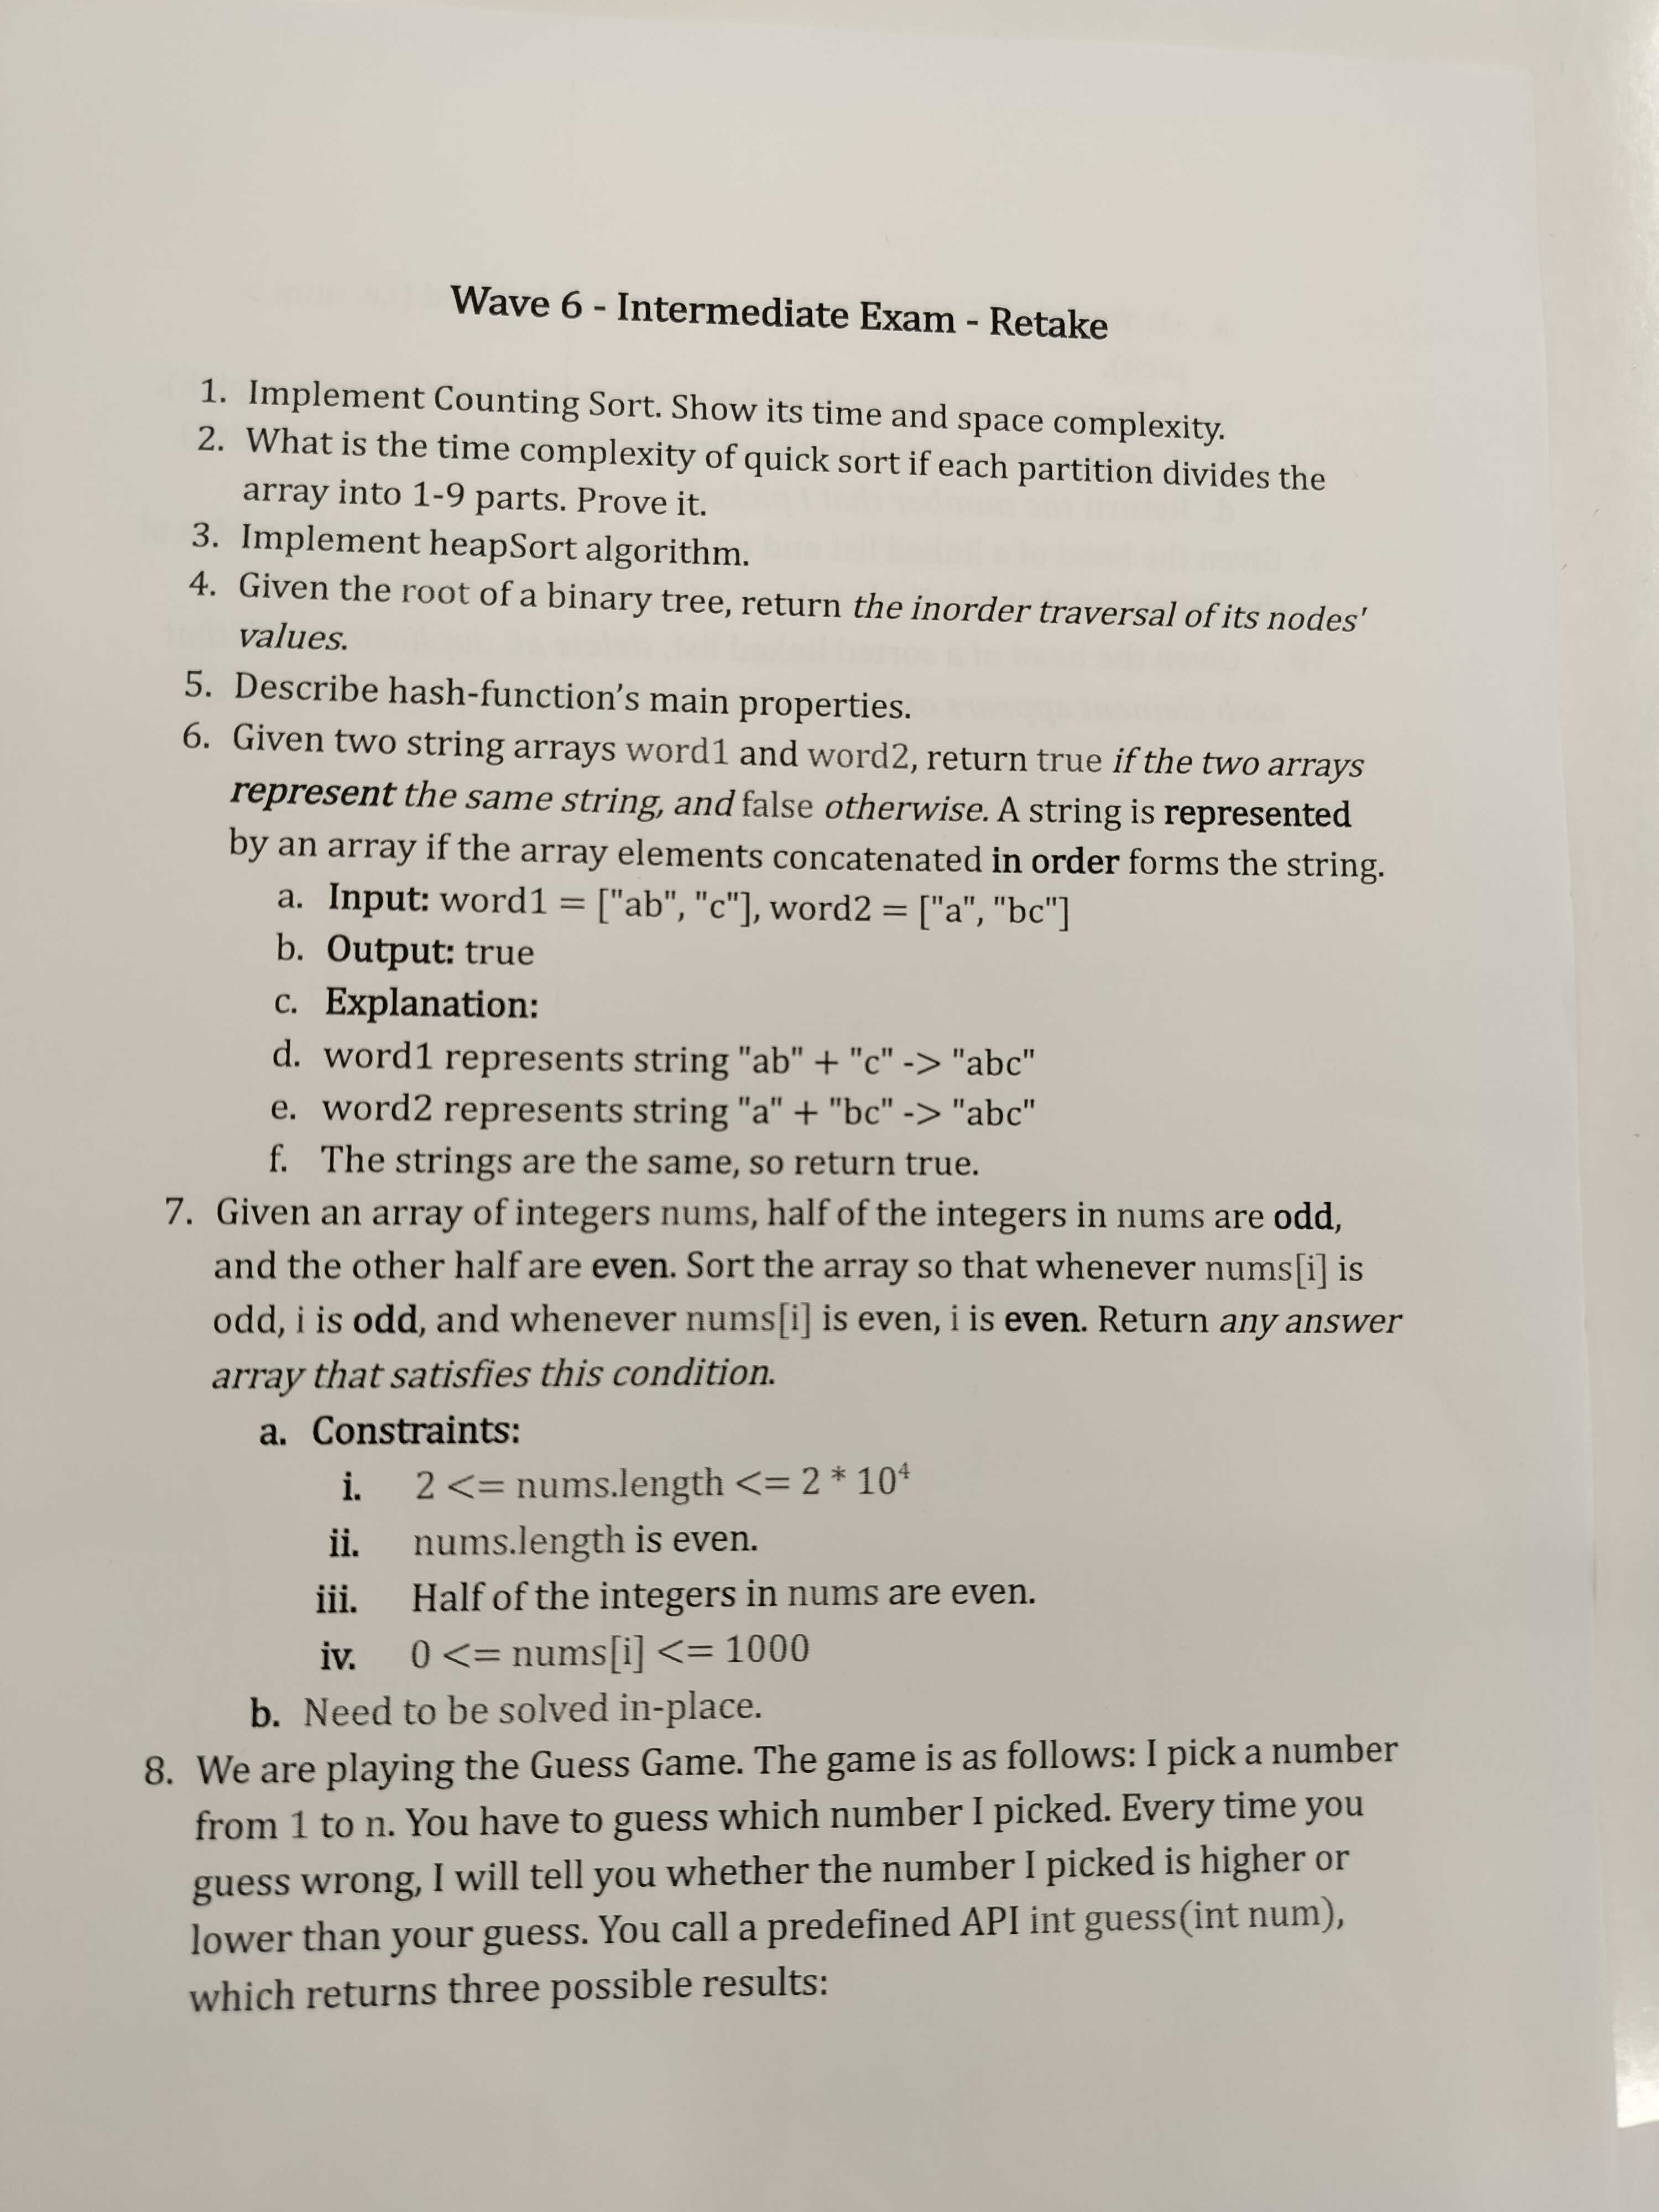 Wave 6 - Intermediate Exam - Retake
1. Implement Counting Sort. Show its time and space complexity.
2. What is the time complexity of quick sort if each partition divides the
array into 1-9 parts. Prove it.
3. Implement heapSort algorithm.
4. Given the root of a binary tree, return the inorder traversal of its nodes'
values.
5. Describe hash-function’s main properties.
6. Given two string arrays word1 and word2, return true if the two arrays
represent the same string, and false otherwise. A string is represented
by an array if the array elements concatenated in order forms the string.
a. Input: word1 = ["ab", "c"], word2 = ["a", "bc"]
b. Output: true
c. Explanation:
d. word1 represents string "ab" + "c" -> "abc"
e. word2 represents string "a" + "bc" -> "abc"
f. The strings are the same, so return true.
7. Given an array of integers nums, half of the integers in nums are odd,
and the other half are even. Sort the array so that whenever nums[i] is
odd, i is odd, and whenever nums[i] is even, i is even. Return any answer
array that satisfies this condition.
a. Constraints:
i. 2 <= nums.length <= 2 * 10⁴
ii. nums.length is even.
iii. Half of the integers in nums are even.
iv. 0 <= nums[i] <= 1000
b. Need to be solved in-place.
8. We are playing the Guess Game. The game is as follows: I pick a number
from 1 to n. You have to guess which number I picked. Every time you
guess wrong, I will tell you whether the number I picked is higher or
lower than your guess. You call a predefined API int guess(int num),
which returns three possible results: